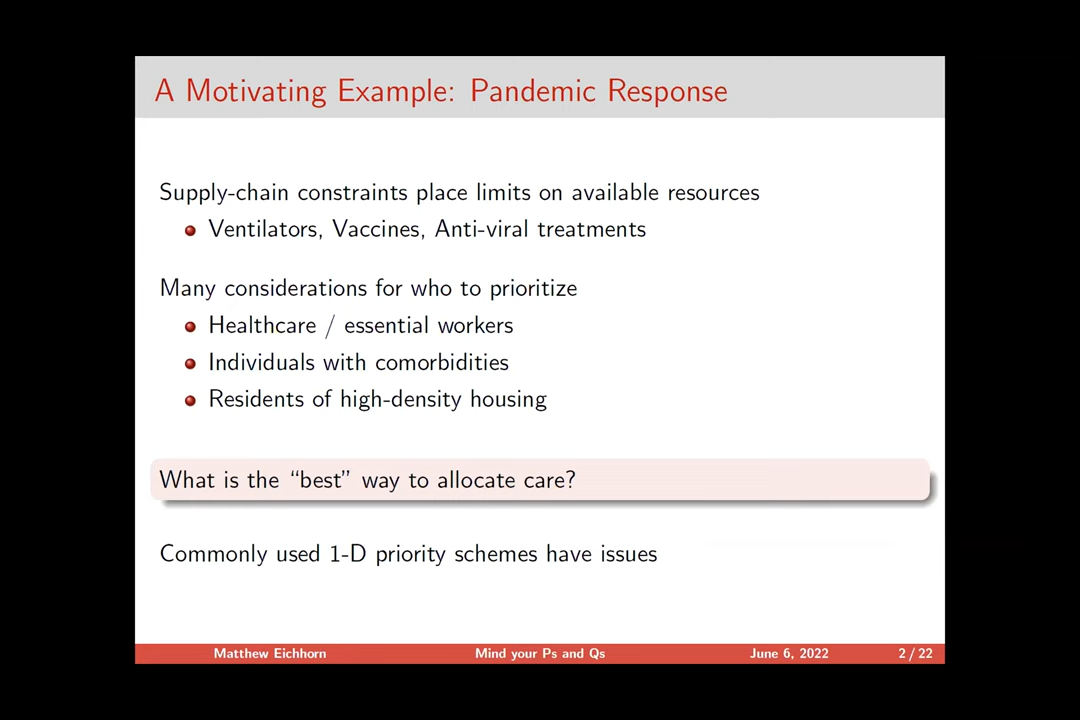 A Motivating Example: Pandemic Response
Supply-chain constraints place limits on available resources
Ventilators, Vaccines, Anti-viral treatments
Many considerations for who to prioritize
Healthcare / essential workers
Individuals with comorbidities
Residents of high-density housing
What is the “best” way to allocate care?
Commonly used 1-D priority schemes have issues
Matthew Eichhorn Mind your Ps and Qs June 6, 2022 2 / 22